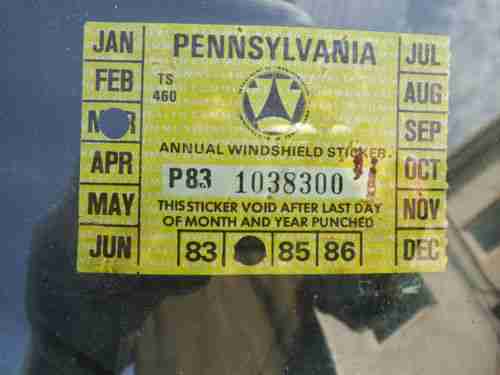 JAN
FEB
APR
MAY
JUN
PENNSYLVANIA
TS
460
ANNUAL WINDSHIELD STICKER
P83 1038300
THIS STICKER VOID AFTER LAST DAY
OF MONTH AND YEAR PUNCHED
83 85 86
JUL
AUG
SEP
OCT
NOV
DEC